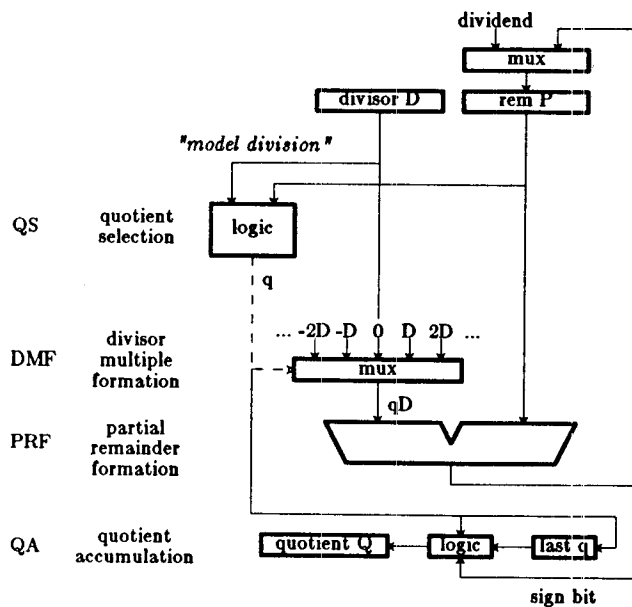 dividend
mux
divisor D
rem P
"model division"
QS
quotient
selection
logic
q
... -2D -D 0 D 2D ...
DMF
divisor
multiple
formation
mux
qD
PRF
partial
remainder
formation
QA
quotient
accumulation
quotient Q
logic
last q
sign bit